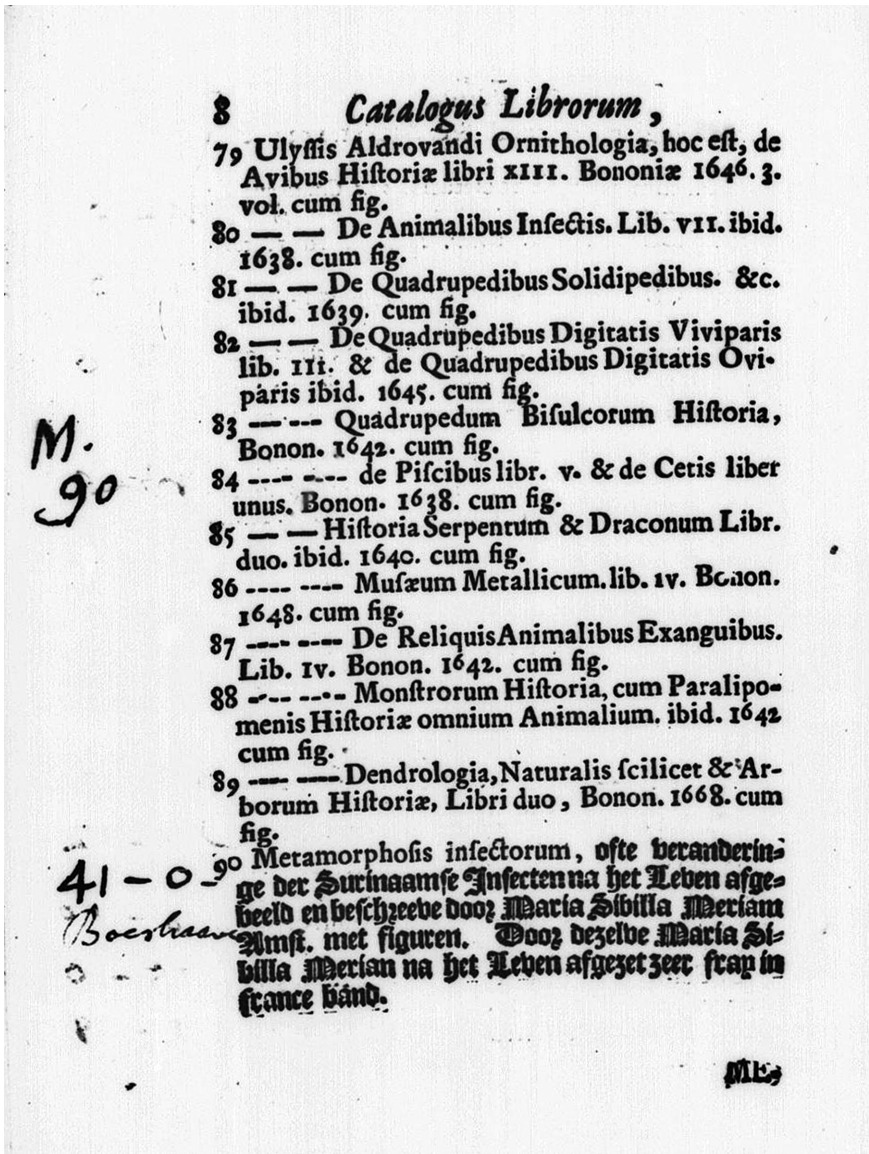 8 Catalogus Librorum,
79 Ulyſſis Aldrovandi Ornithologia, hoc eſt, de
Avibus Hiſtoriæ libri XIII. Bononiæ 1646. 3.
vol. cum fig.
80 — — De Animalibus Inſectis. Lib. VII. ibid.
1638. cum fig.
81 — — De Quadrupedibus Solidipedibus. &c.
ibid. 1639. cum fig.
82 — — De Quadrupedibus Digitatis Viviparis
lib. III. & de Quadrupedibus Digitatis Ovi-
paris ibid. 1645. cum fig.
83 — --- Quadrupedum Biſulcorum Hiſtoria,
Bonon. 1642. cum fig.
M.
84 ---- ---- de Piſcibus libr. V. & de Cetis liber
90
unus. Bonon. 1638. cum fig.
85 — — Hiſtoria Serpentum & Draconum Libr.
duo. ibid. 1640. cum fig.
86 ---- ---- Muſæum Metallicum. lib. IV. Bonon.
1648. cum fig.
87 ---- ---- De Reliquis Animalibus Exanguibus.
Lib. IV. Bonon. 1642. cum fig.
88 ---- ---- Monſtrorum Hiſtoria, cum Paralipo-
menis Hiſtoriæ omnium Animalium. ibid. 1642
cum fig.
89 ---- ---- Dendrologia, Naturalis ſcilicet & Ar-
borum Hiſtoriæ, Libri duo, Bonon. 1668. cum
fig.
90 Metamorphoſis inſectorum, ofte veranderin-
41 - 0 -
ge der Surinaamſe Inſecten na het Leven afge-
beeld en beſchreeve door Maria Sibilla Meriam
Boerhaave
Amſt. met figuren. Door dezelve Maria Si-
billa Merian na het Leven afgezet zeer fray in
france band.
ME-